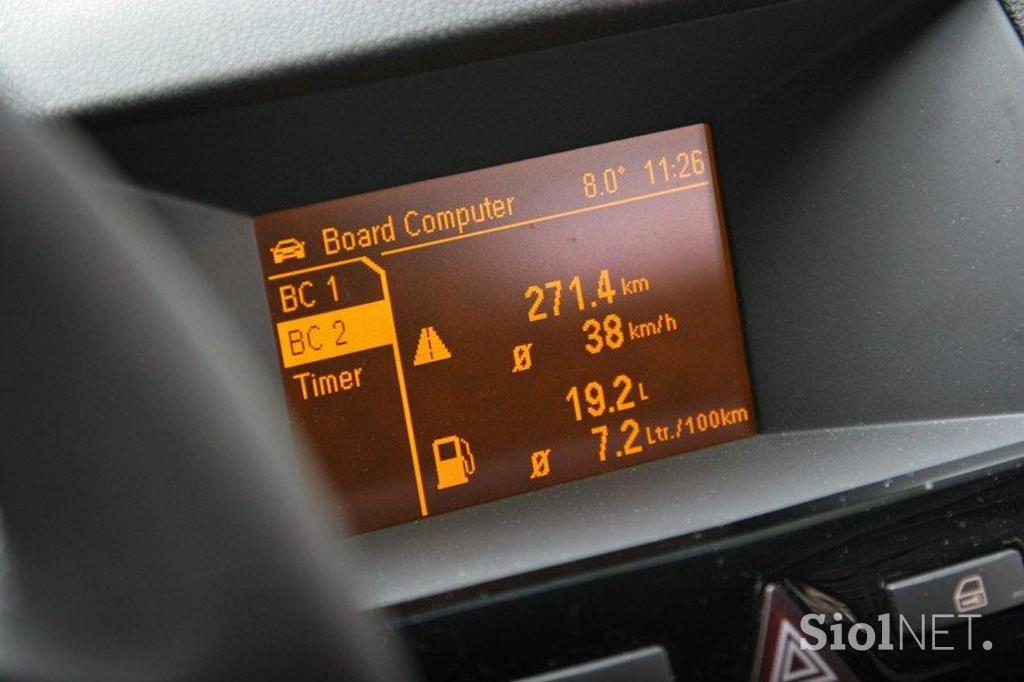 Board Computer 8.0° 11:26
BC 1
BC 2
Timer
271.4 km
Ø 38 km/h
19.2 L
Ø 7.2 Ltr./100km
SiolNET.